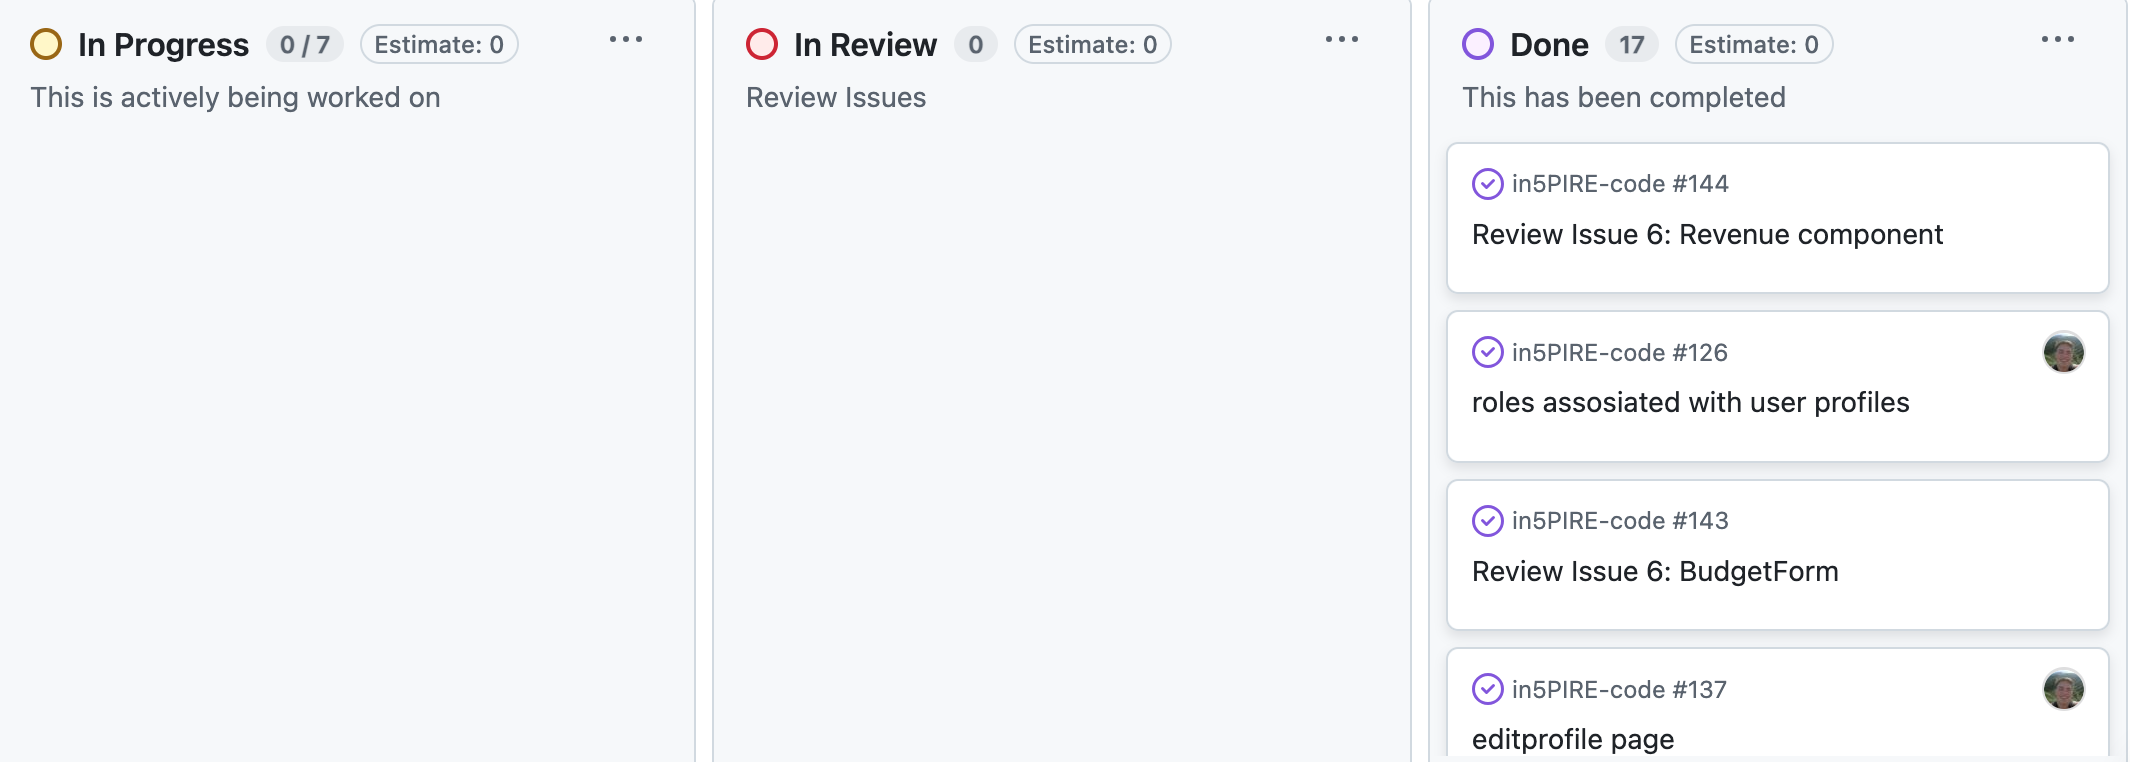 In Progress 0 / 7 Estimate: 0
This is actively being worked on
In Review 0 Estimate: 0
Review Issues
Done 17 Estimate: 0
This has been completed
in5PIRE-code #144
Review Issue 6: Revenue component
in5PIRE-code #126
roles assosiated with user profiles
in5PIRE-code #143
Review Issue 6: BudgetForm
in5PIRE-code #137
editprofile page